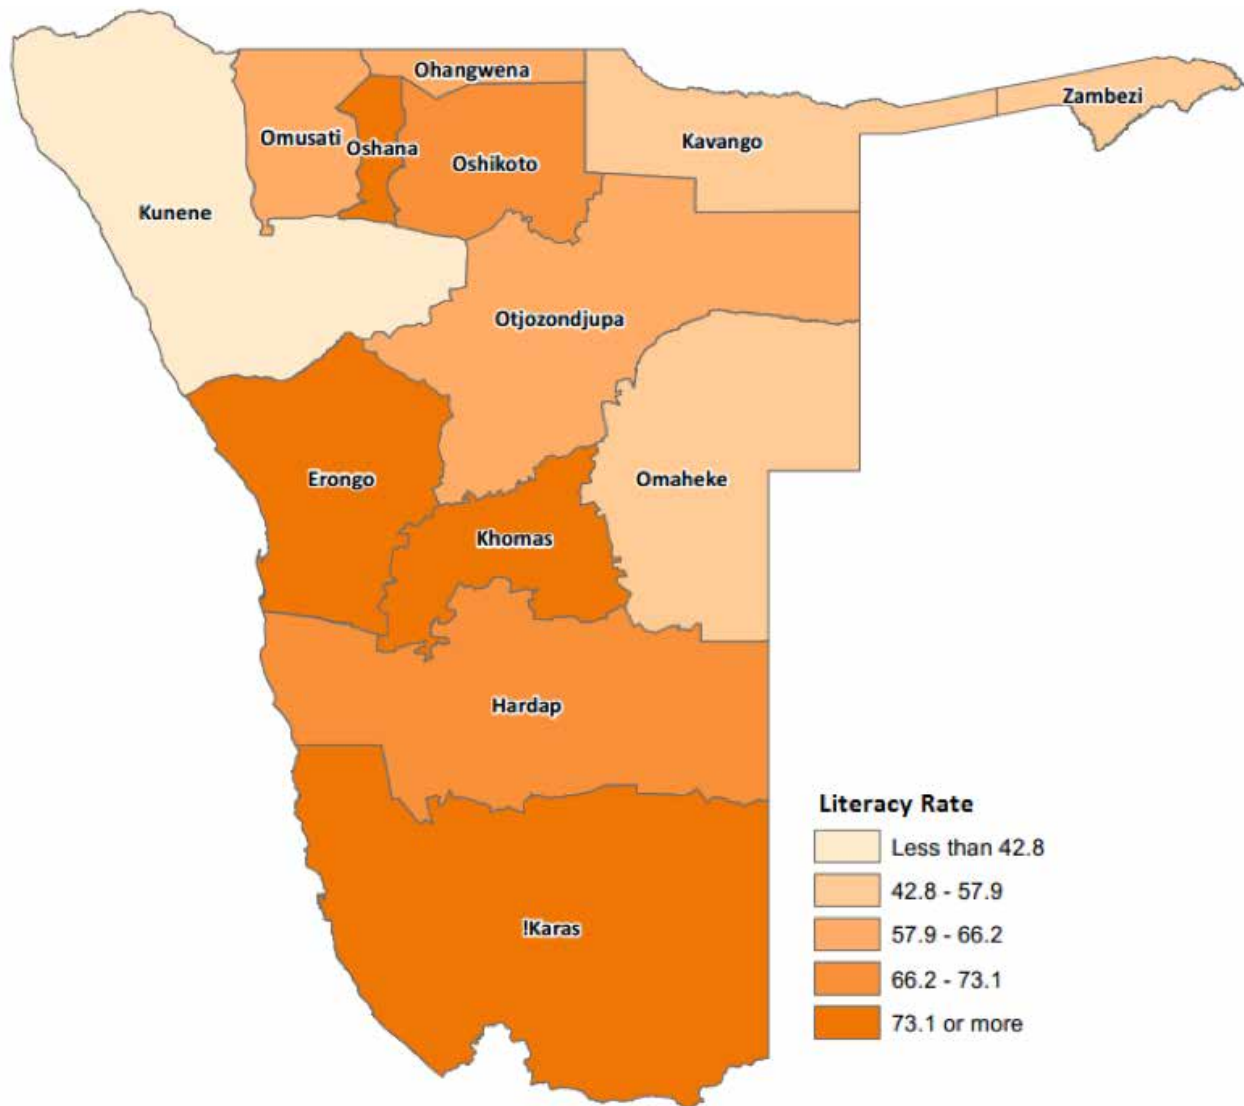 Ohangwena
Zambezi
Omusati
Kavango
Oshana
Oshikoto
Kunene
Otjozondjupa
Erongo
Omaheke
Khomas
Hardap
!Karas
Literacy Rate
Less than 42.8
42.8 - 57.9
57.9 - 66.2
66.2 - 73.1
73.1 or more